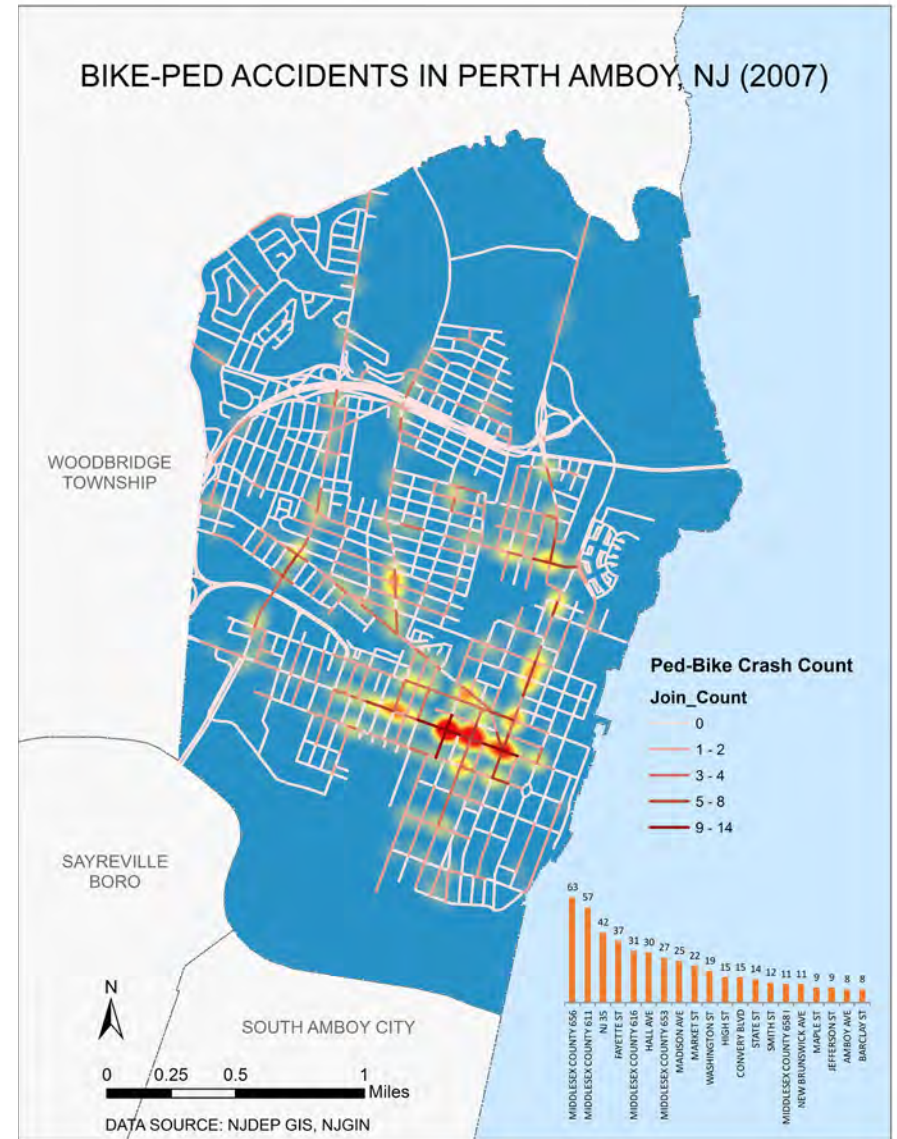 BIKE-PED ACCIDENTS IN PERTH AMBOY, NJ (2007)
WOODBRIDGE
TOWNSHIP
Ped-Bike Crash Count
Join_Count
0
1 - 2
3 - 4
5 - 8
9 - 14
SAYREVILLE
BORO
63
57
42
37
31
30
27
25
22
19
15
15
14
12
11
11
9
9
8
8
MIDDLESEX COUNTY 656
MIDDLESEX COUNTY 611
NJ 35
FAYETTE ST
MIDDLESEX COUNTY 616
HALL AVE
MIDDLESEX COUNTY 653
MADISON AVE
MARKET ST
WASHINGTON ST
HIGH ST
CONVERY BLVD
STATE ST
SMITH ST
MIDDLESEX COUNTY 658 I
NEW BRUNSWICK AVE
MAPLE ST
JEFFERSON ST
AMBOY AVE
BARCLAY ST
N
SOUTH AMBOY CITY
0 0.25 0.5 1
Miles
DATA SOURCE: NJDEP GIS, NJGIN